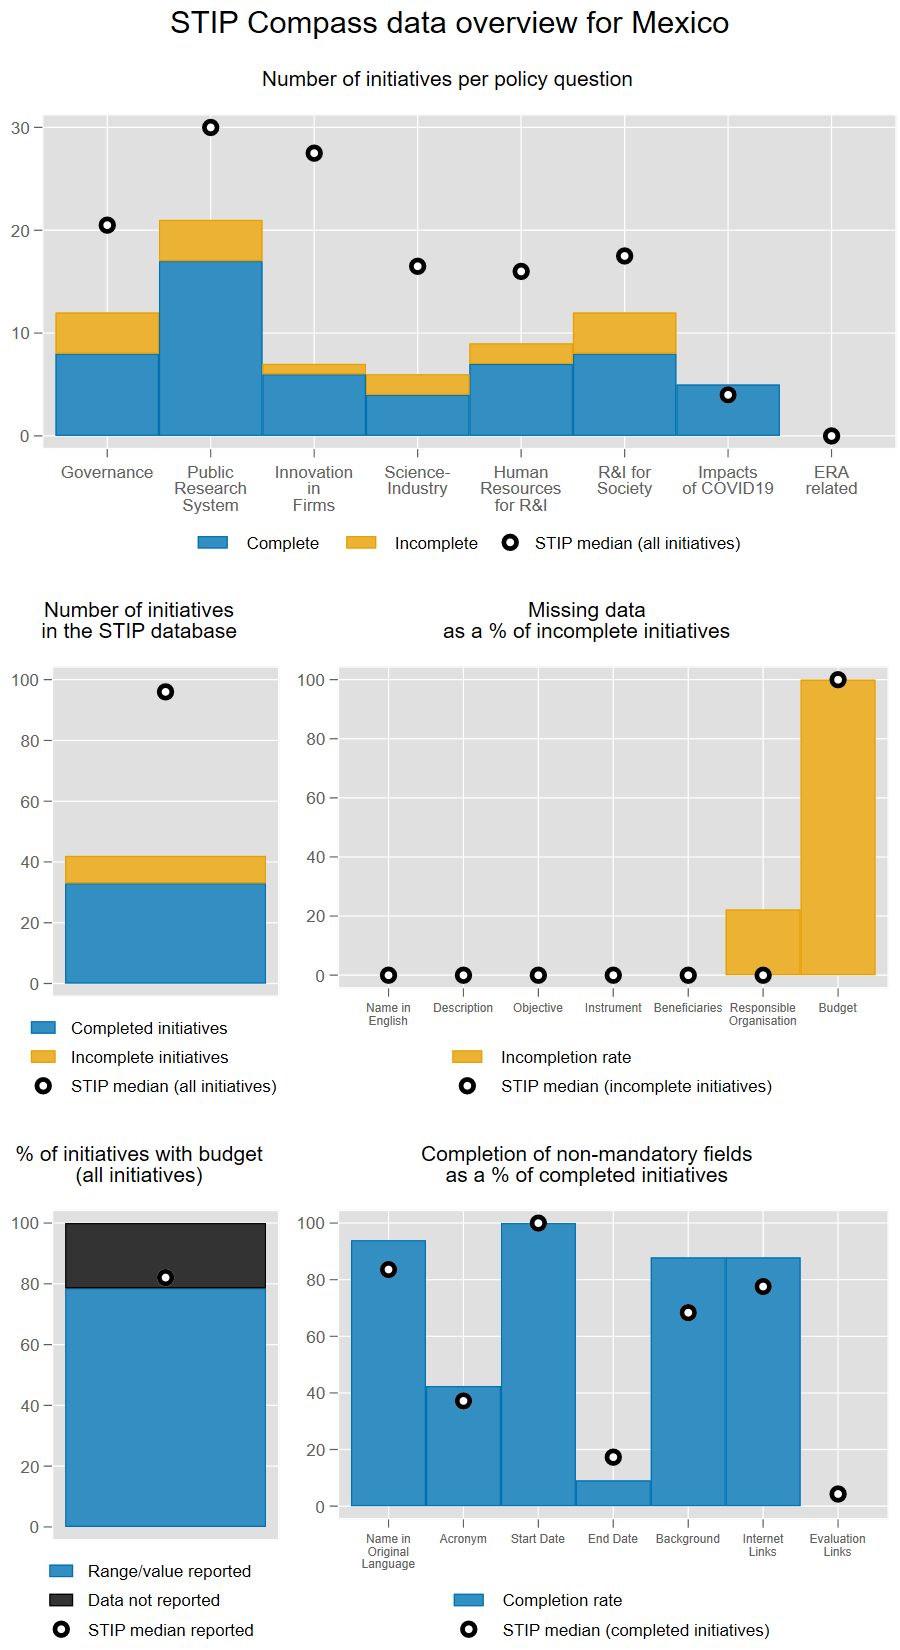 STIP Compass data overview for Mexico
Number of initiatives per policy question
30
20
10
0
Governance
Public
Research
System
Innovation
in
Firms
Science-
Industry
Human
Resources
for R&I
R&I for
Society
Impacts
of COVID19
ERA
related
Complete
Incomplete
STIP median (all initiatives)
Number of initiatives
in the STIP database
100
80
60
40
20
0
Completed initiatives
Incomplete initiatives
STIP median (all initiatives)
Missing data
as a % of incomplete initiatives
100
80
60
40
20
0
Name in
English
Description
Objective
Instrument
Beneficiaries
Responsible
Organisation
Budget
Incompletion rate
STIP median (incomplete initiatives)
% of initiatives with budget
(all initiatives)
100
80
60
40
20
0
Range/value reported
Data not reported
STIP median reported
Completion of non-mandatory fields
as a % of completed initiatives
100
80
60
40
20
0
Name in
Original
Language
Acronym
Start Date
End Date
Background
Internet
Links
Evaluation
Links
Completion rate
STIP median (completed initiatives)